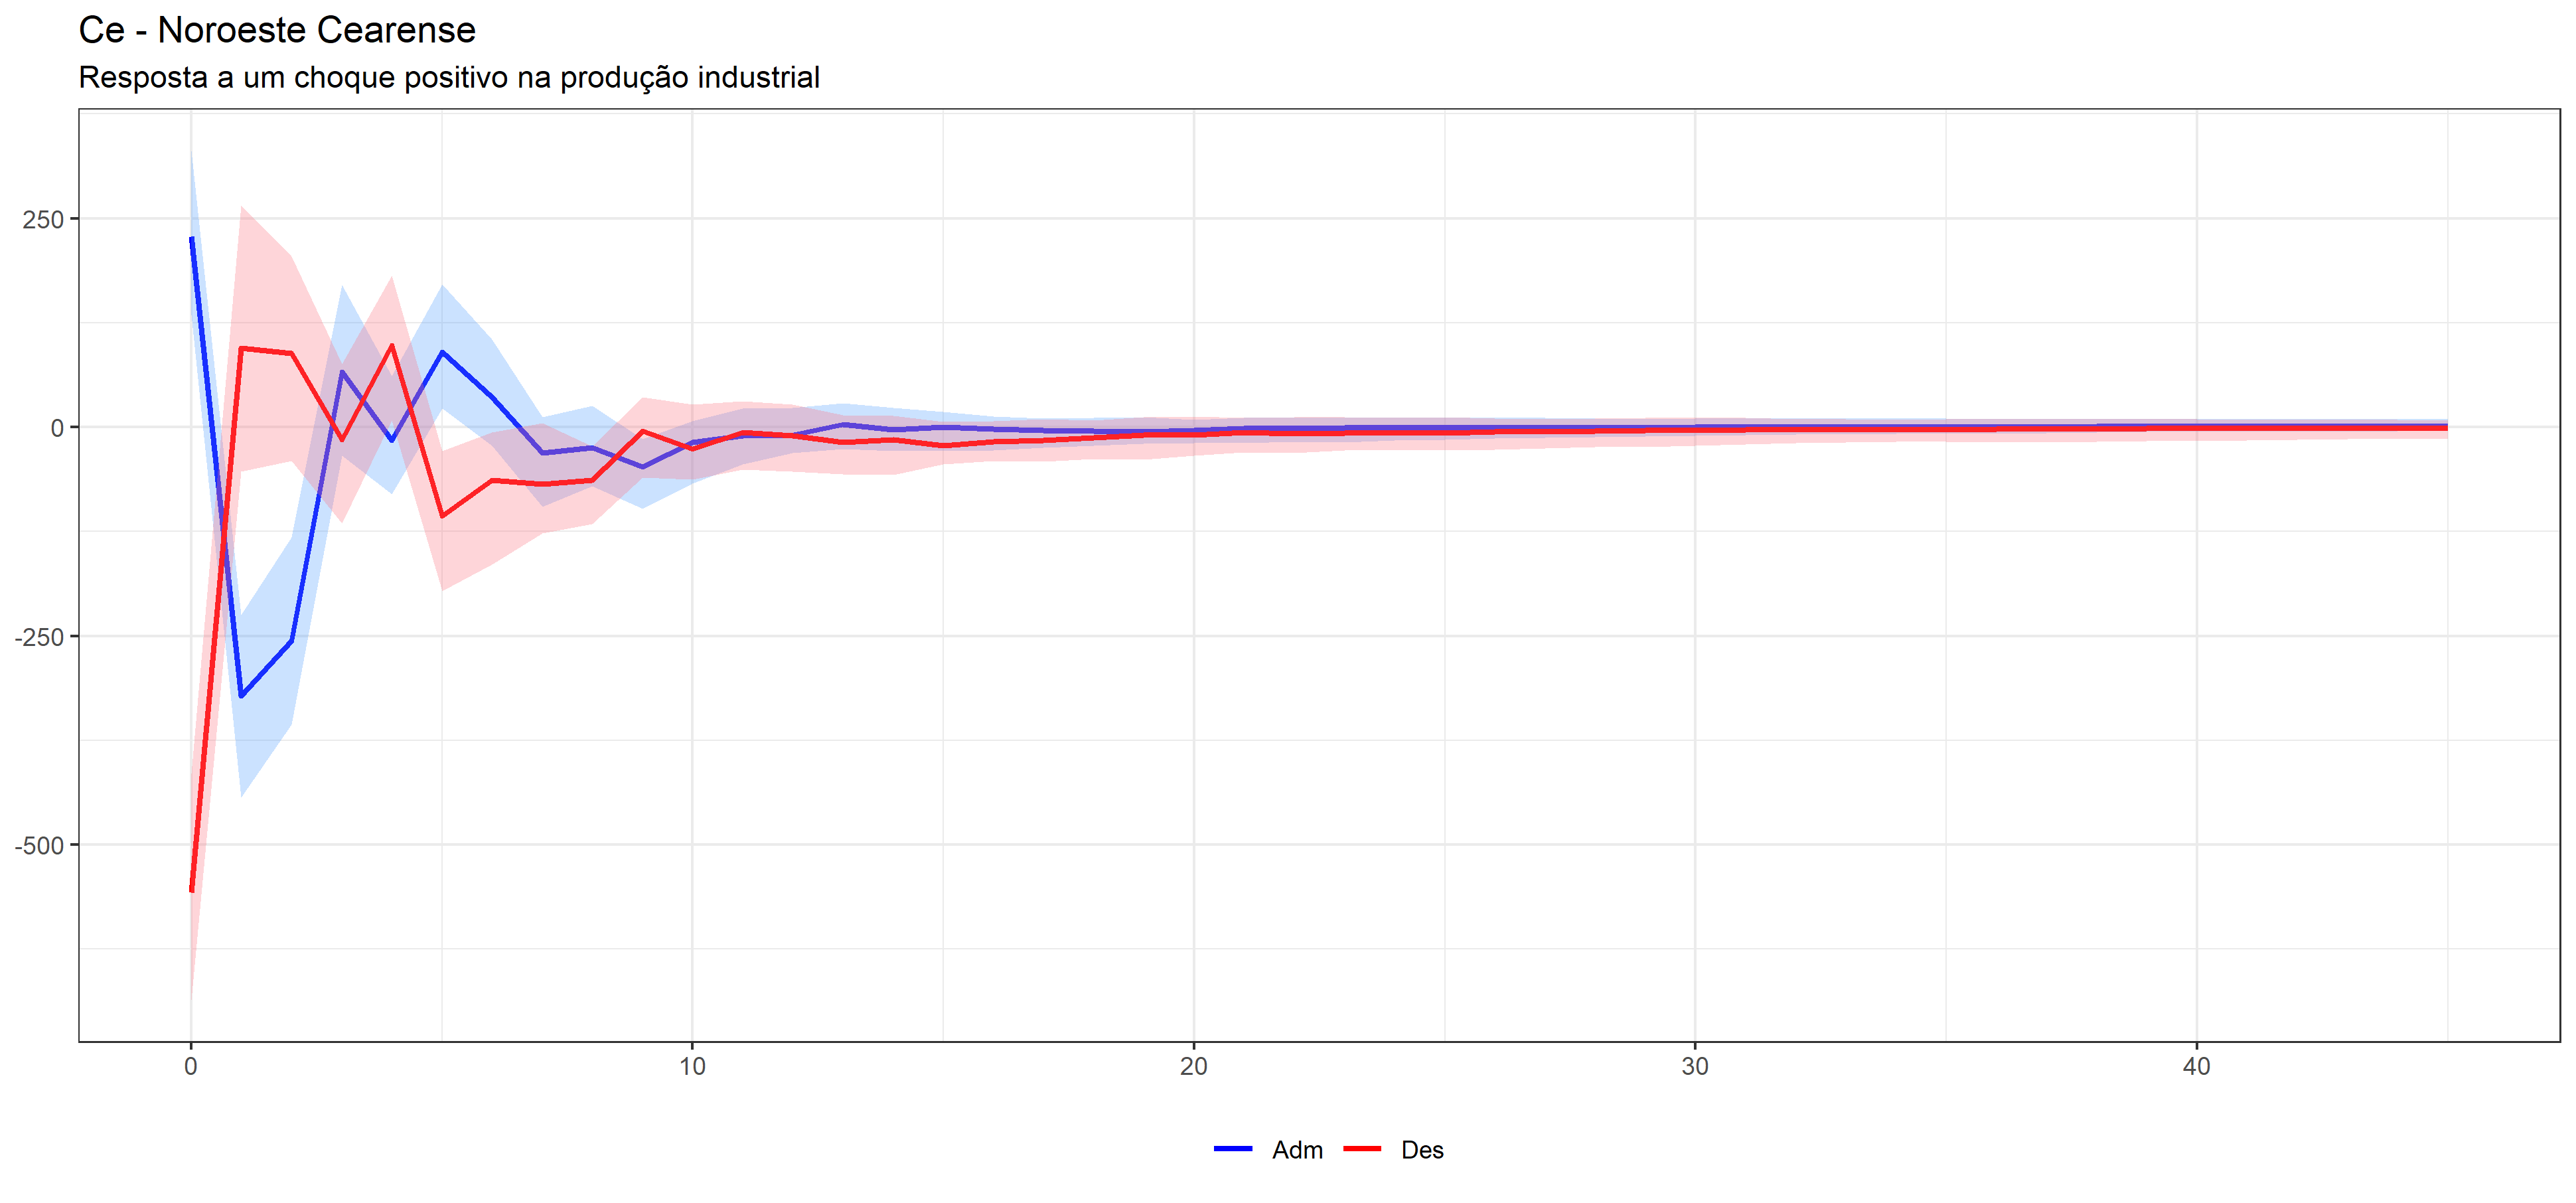 Ce - Noroeste Cearense
Resposta a um choque positivo na produção industrial
250
0
-250
-500
0 10 20 30 40
Adm Des